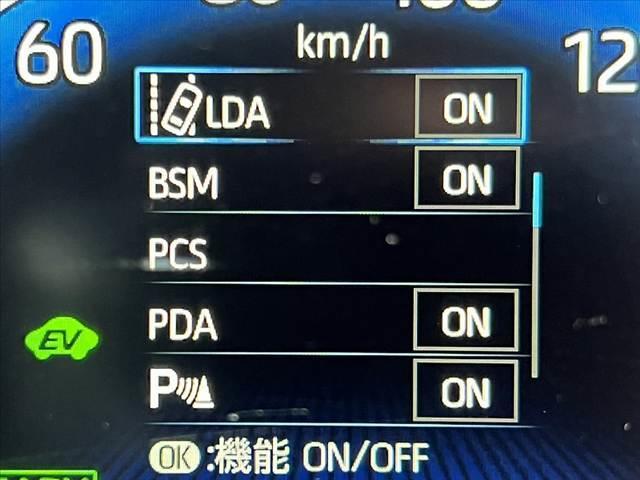 km/h
60
12
LDA ON
BSM ON
PCS
PDA ON
P ON
EV
OK:機能 ON/OFF